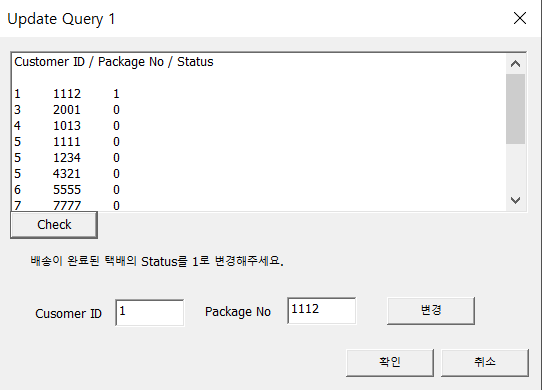 Update Query 1
Customer ID / Package No / Status
1 1112 1
3 2001 0
4 1013 0
5 1111 0
5 1234 0
5 4321 0
6 5555 0
7 7777 0
Check
배송이 완료된 택배의 Status를 1로 변경해주세요.
Cusomer ID 1 Package No 1112 변경
확인 취소